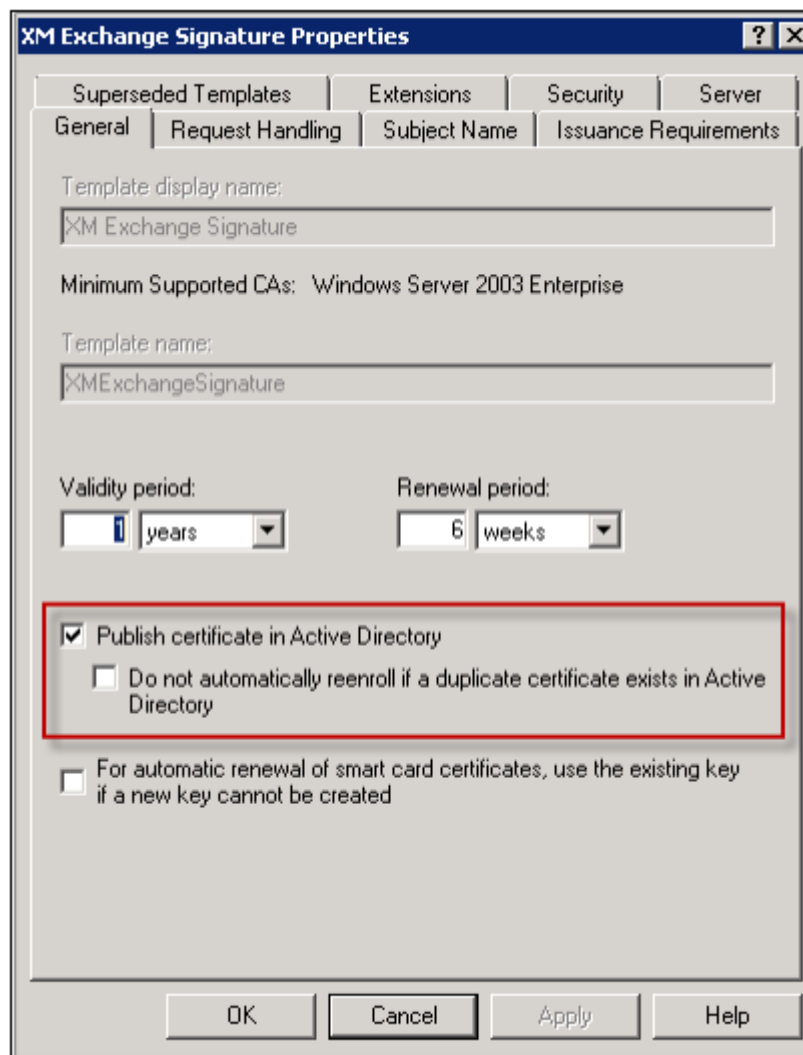 XM Exchange Signature Properties
Superseded Templates Extensions Security Server
General Request Handling Subject Name Issuance Requirements
Template display name:
XM Exchange Signature
Minimum Supported CAs: Windows Server 2003 Enterprise
Template name:
XMExchangeSignature
Validity period: Renewal period:
1 years 6 weeks
Publish certificate in Active Directory
Do not automatically reenroll if a duplicate certificate exists in Active
Directory
For automatic renewal of smart card certificates, use the existing key
if a new key cannot be created
OK Cancel Apply Help